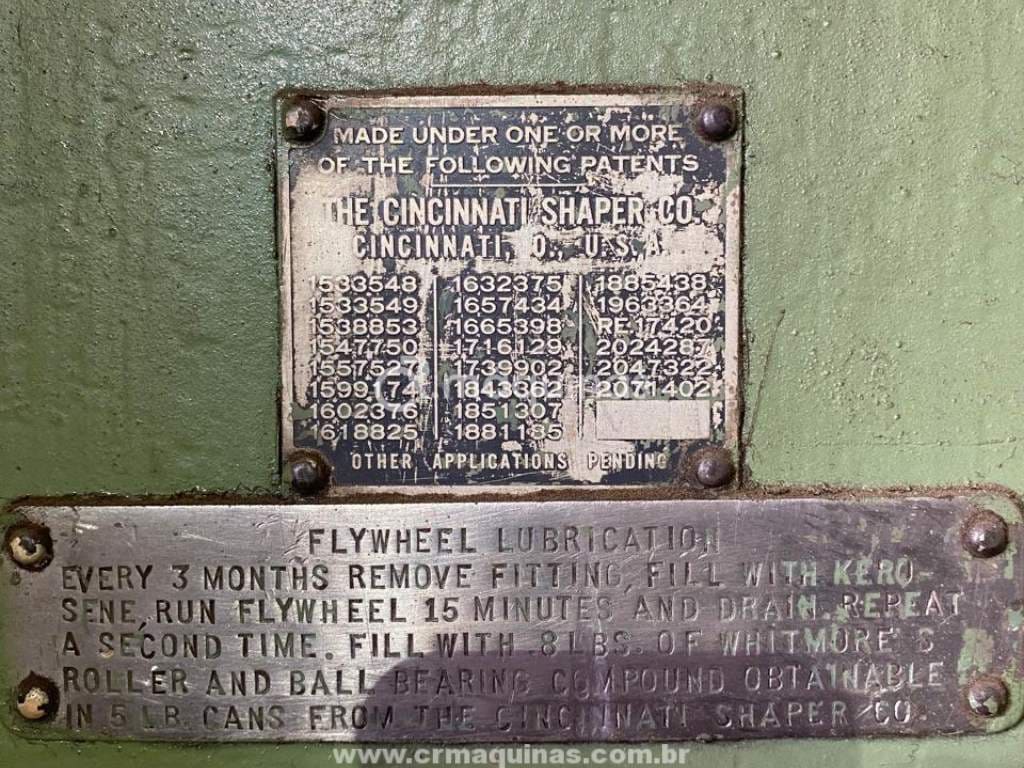 MADE UNDER ONE OR MORE
OF THE FOLLOWING PATENTS
THE CINCINNATI SHAPER CO.
CINCINNATI, O., U.S.A.
1533548 1632375 1885438
1533549 1657434 1963364
1538853 1665398 RE.17420
1547750 1716129 2024287
1557527 1739902 2047322
1599174 1843362 2071402
1602376 1851307
1618825 1881185
OTHER APPLICATIONS PENDING
FLYWHEEL LUBRICATION
EVERY 3 MONTHS REMOVE FITTING, FILL WITH KERO-
SENE, RUN FLYWHEEL 15 MINUTES AND DRAIN. REPEAT
A SECOND TIME. FILL WITH .8 LBS. OF WHITMORE'S
ROLLER AND BALL BEARING COMPOUND OBTAINABLE
IN 5 LB. CANS FROM THE CINCINNATI SHAPER CO.
www.crmaquinas.com.br